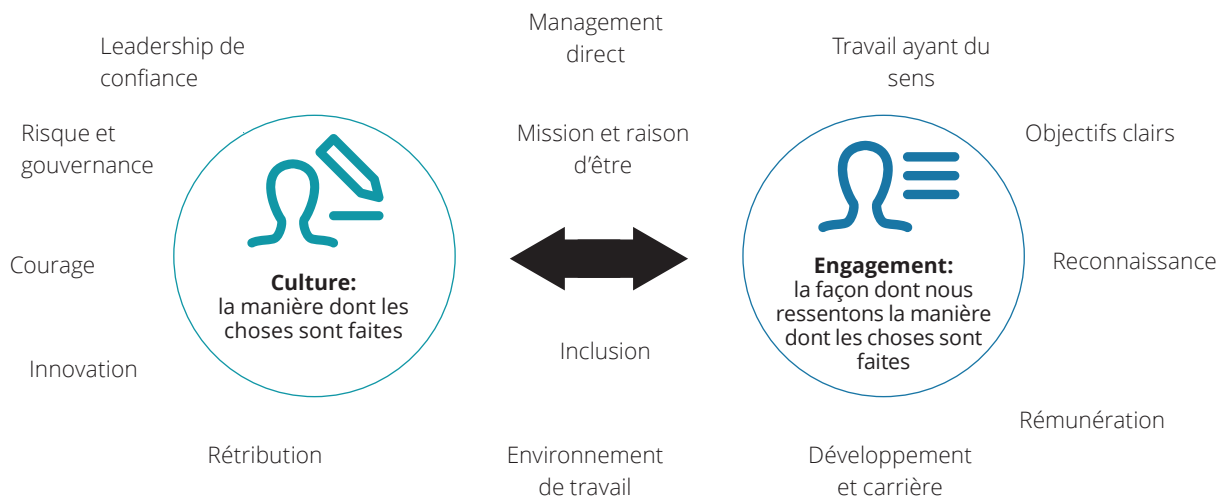 Leadership de
confiance
Management
direct
Travail ayant du
sens
Risque et
gouvernance
Mission et raison
d’être
Objectifs clairs
Courage
Culture:
la manière dont les
choses sont faites
Engagement:
la façon dont nous
ressentons la manière
dont les choses sont
faites
Reconnaissance
Innovation
Inclusion
Rémunération
Rétribution
Environnement
de travail
Développement
et carrière